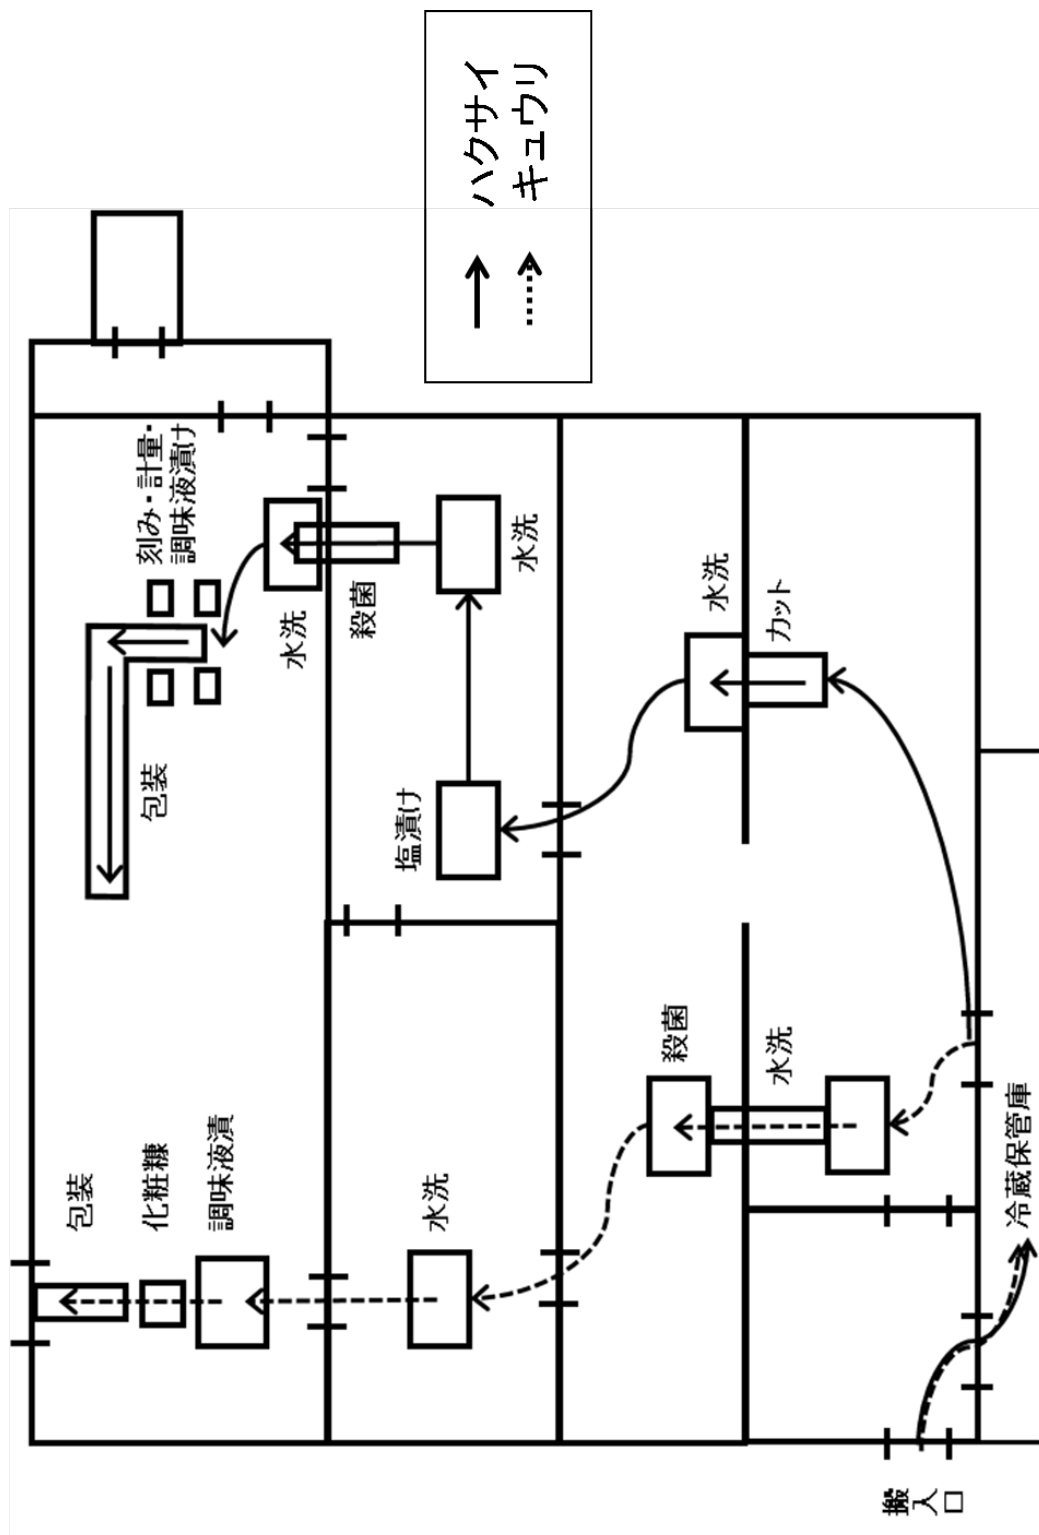 包装
化粧糠
調味液漬
包装
刻み・計量・
調味液漬け
水洗
殺菌
塩漬け
水洗
水洗
ハクサイ
キュウリ
殺菌
水洗
水洗
カット
搬入口
冷蔵保管庫